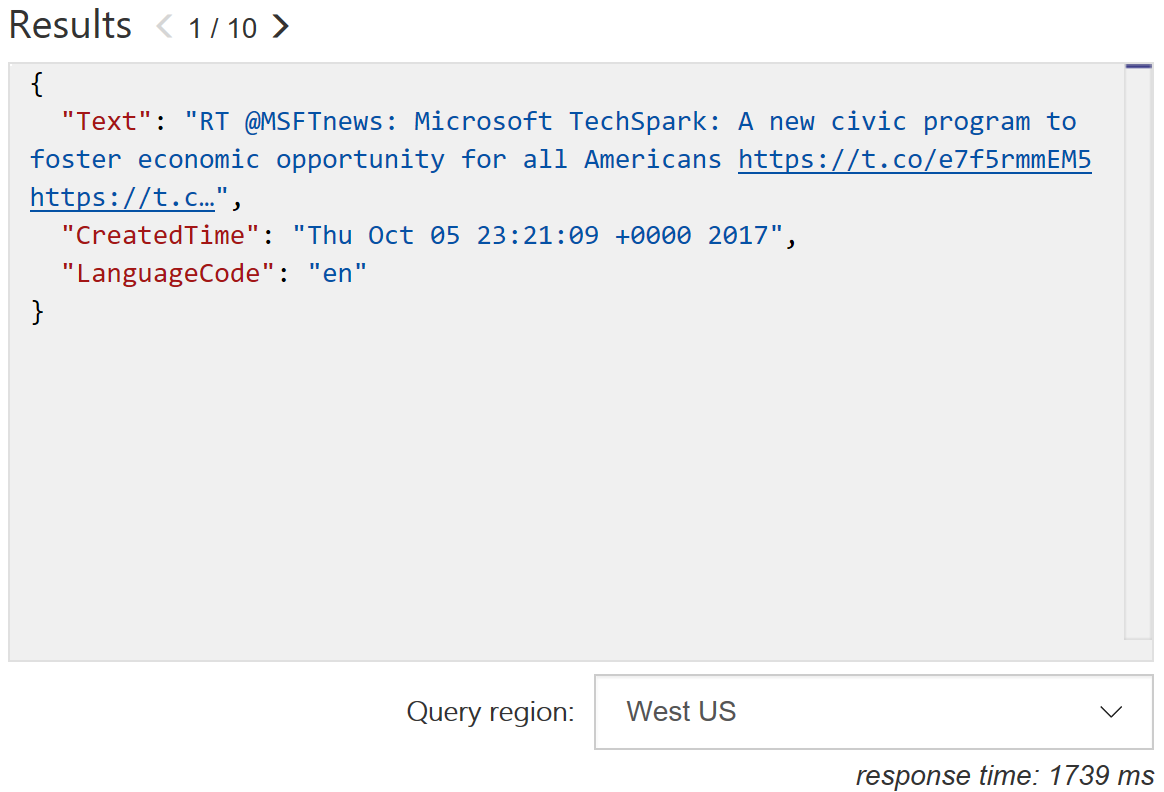 Results < 1 / 10 >
{
"Text": "RT @MSFTnews: Microsoft TechSpark: A new civic program to
foster economic opportunity for all Americans https://t.co/e7f5rmmEM5
https://t.c…",
"CreatedTime": "Thu Oct 05 23:21:09 +0000 2017",
"LanguageCode": "en"
}
Query region: West US
response time: 1739 ms